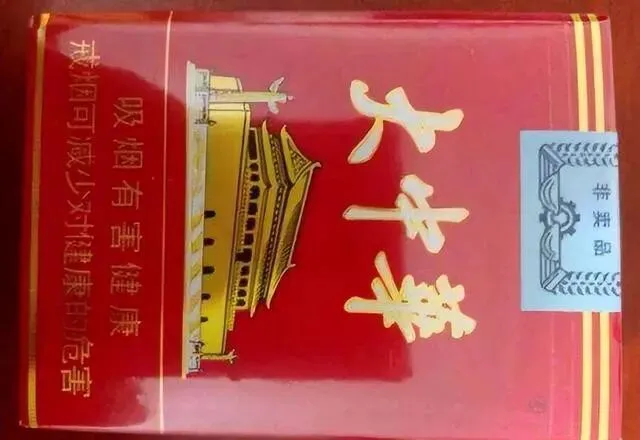 非卖品
大中华
吸烟有害健康
戒烟可减少对健康的危害